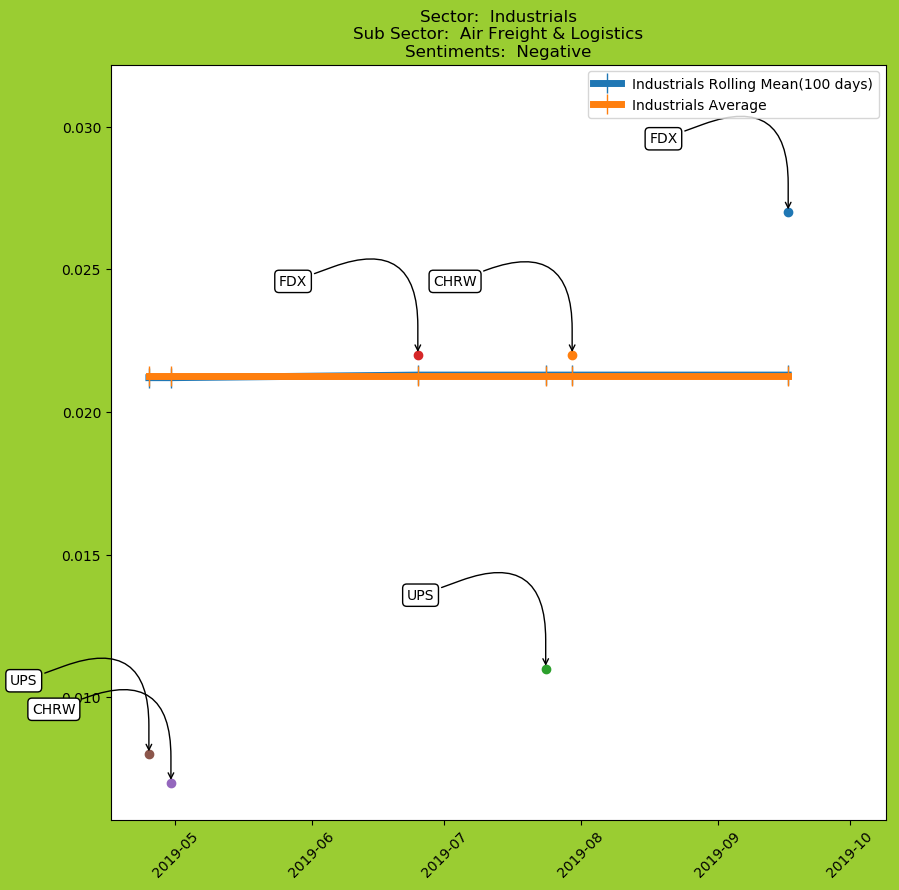 Sector:  Industrials
Sub Sector:  Air Freight & Logistics
Sentiments:  Negative
Industrials Rolling Mean(100 days)
Industrials Average
0.030
FDX
0.025
FDX
CHRW
0.020
0.015
UPS
UPS
0.010
CHRW
2019-05
2019-06
2019-07
2019-08
2019-09
2019-10